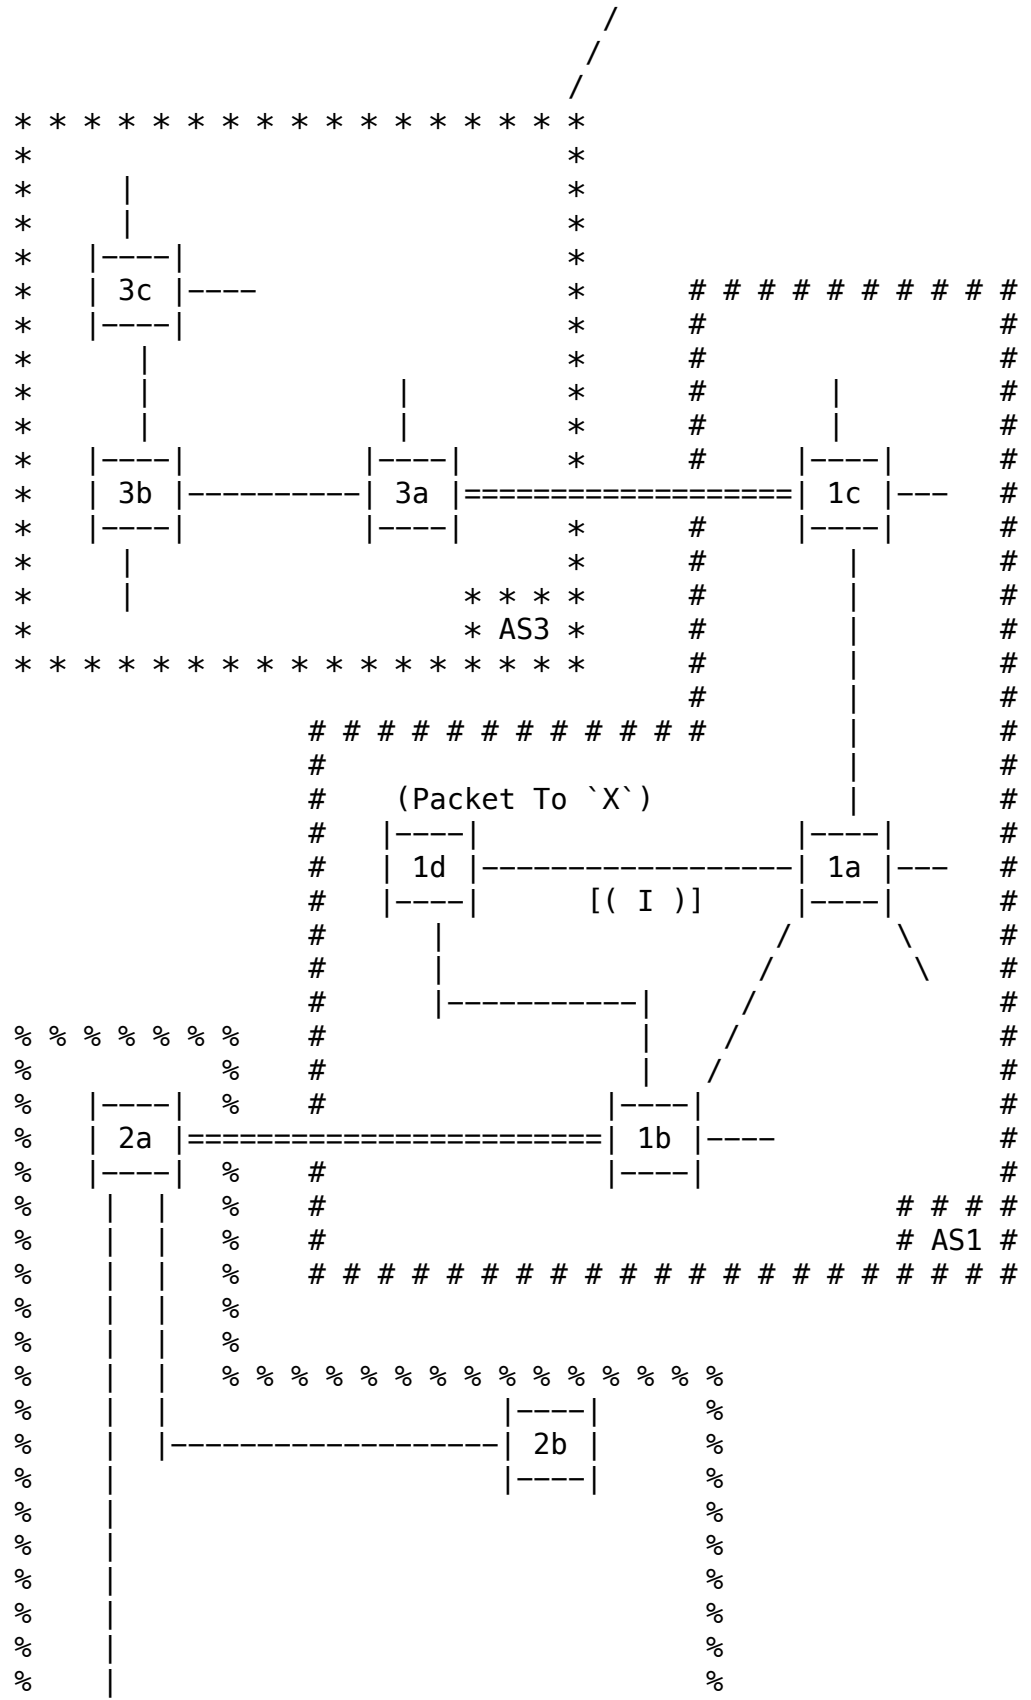 3c
3b
3a
1c
AS3
(Packet To `X`)
1d
1a
[( I )]
2a
1b
AS1
2b